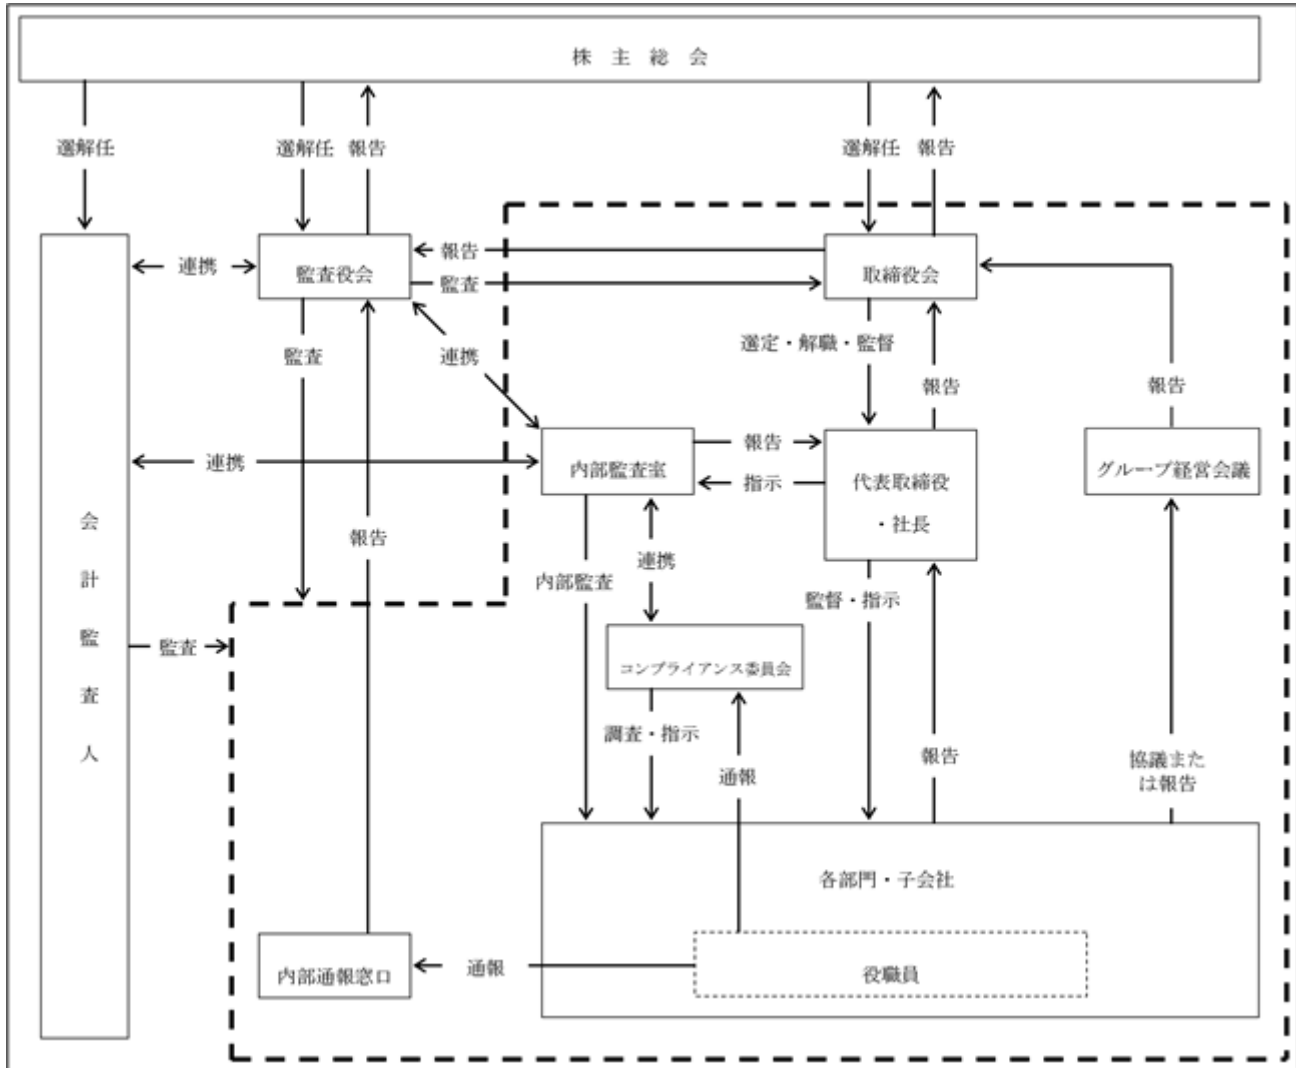 株主総会
選解任
選解任
報告
選解任
報告
連携
監査役会
報告
監査
取締役会
監査
連携
選定・解職・監督
報告
報告
連携
内部監査室
報告
指示
代表取締役
・社長
グループ経営会議
会計監査人
報告
内部監査
連携
監督・指示
監査
コンプライアンス委員会
調査・指示
通報
報告
協議また
は報告
各部門・子会社
内部通報窓口
通報
役職員